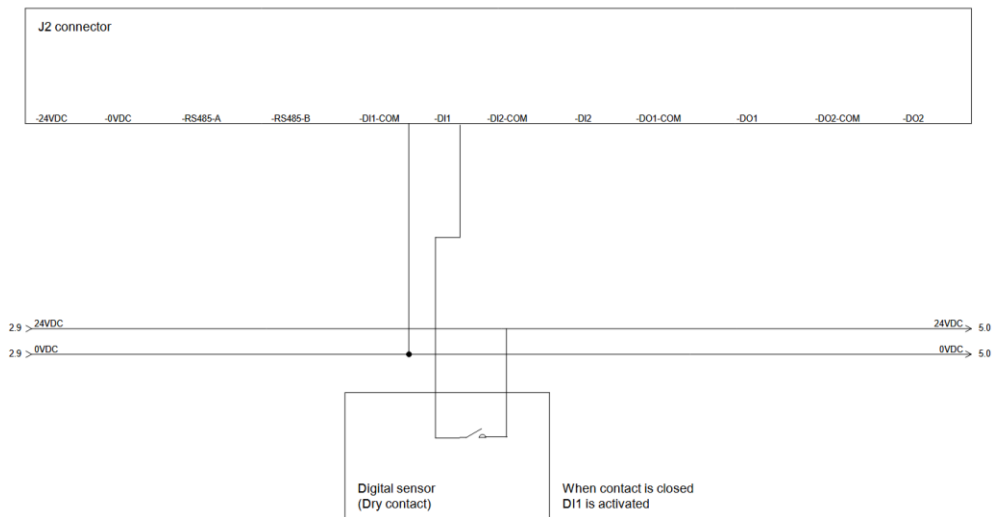 J2 connector
-24VDC -0VDC -RS485-A -RS485-B -DI1-COM -DI1 -DI2-COM -DI2 -DO1-COM -DO1 -DO2-COM -DO2
2.9 24VDC 24VDC 5.0
2.9 0VDC 0VDC 5.0
Digital sensor
(Dry contact)
When contact is closed
DI1 is activated